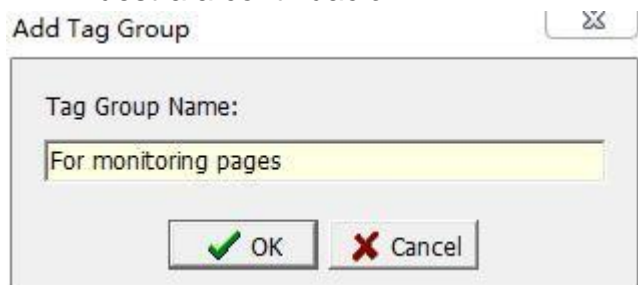 Add Tag Group
Tag Group Name:
For monitoring pages
OK
Cancel